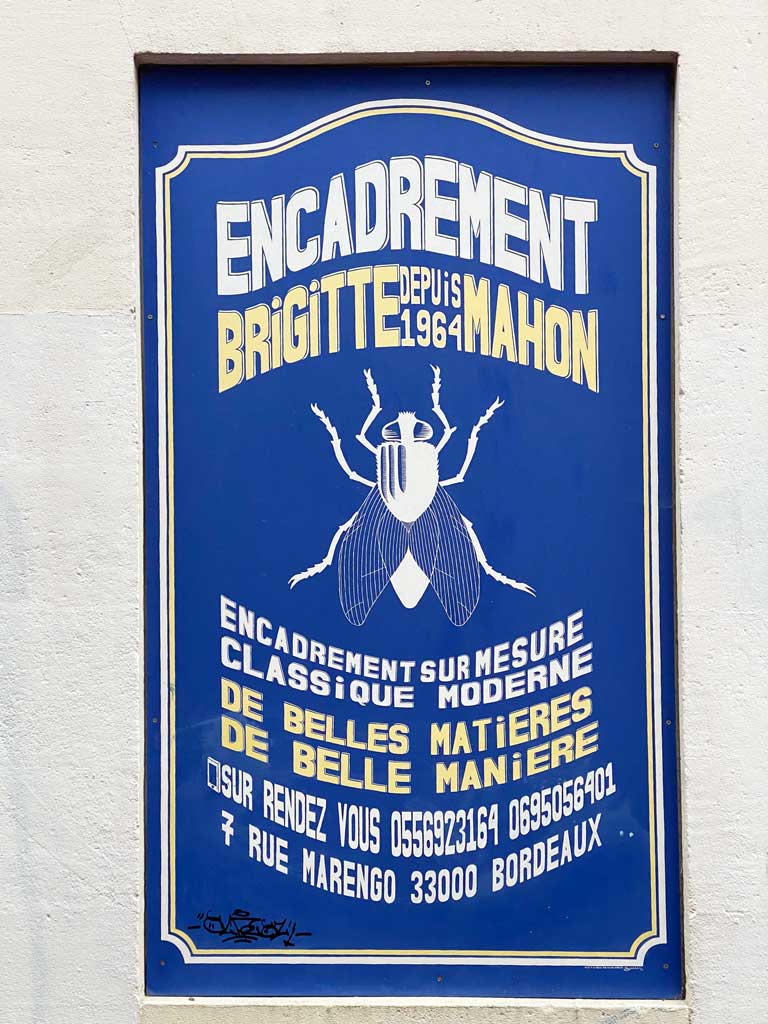 ENCADREMENT
BRiGiTTE DEPUiS 1964 MAHON
ENCADREMENT SUR MESURE
CLASSiQUE MODERNE
DE BELLES MATiERES
DE BELLE MANiERE
SUR RENDEZ VOUS 0556923164 0695056401
7 RUE MARENGO 33000 BORDEAUX